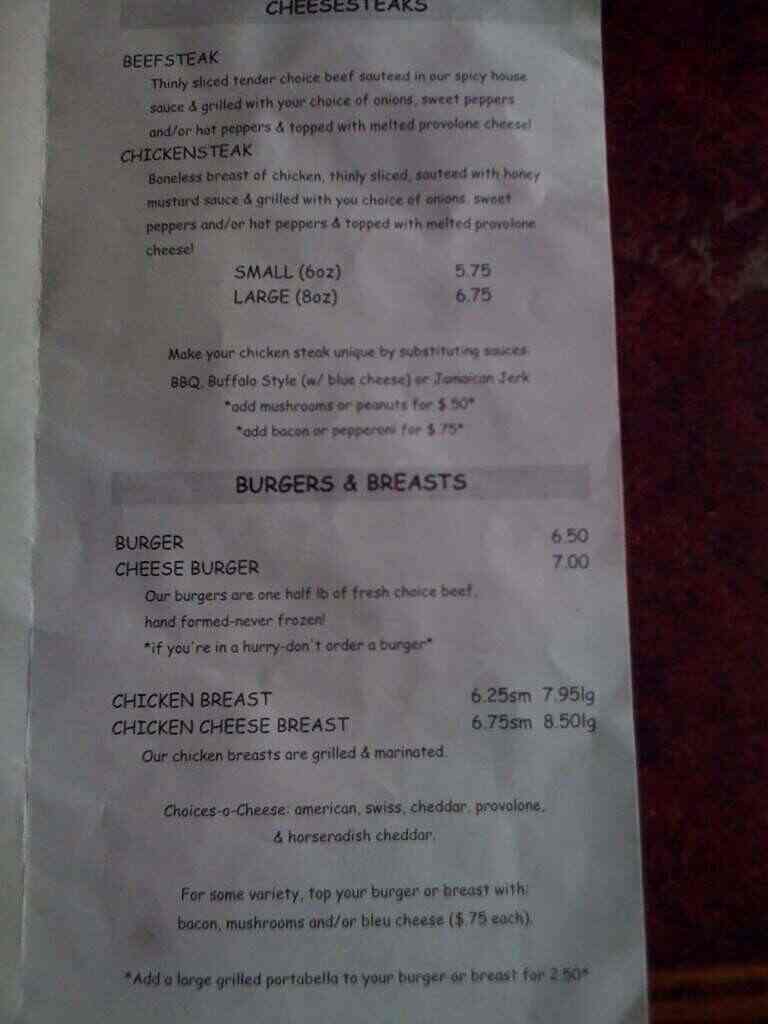 CHEESESTEAKS
BEEFSTEAK
Thinly sliced tender choice beef sauteed in our spicy house
sauce & grilled with your choice of onions, sweet peppers
and/or hot peppers & topped with melted provolone cheese!
CHICKENSTEAK
Boneless breast of chicken, thinly sliced, sauteed with honey
mustard sauce & grilled with you choice of onions, sweet
peppers and/or hot peppers & topped with melted provolone
cheese!
SMALL (6oz) 5.75
LARGE (8oz) 6.75
Make your chicken steak unique by substituting sauces:
BBQ, Buffalo Style (w/ blue cheese) or Jamaican Jerk
*add mushrooms or peanuts for $.50*
*add bacon or pepperoni for $.75*
BURGERS & BREASTS
BURGER 6.50
CHEESE BURGER 7.00
Our burgers are one half lb of fresh choice beef,
hand formed-never frozen!
*if you're in a hurry-don't order a burger*
CHICKEN BREAST 6.25sm 7.95lg
CHICKEN CHEESE BREAST 6.75sm 8.50lg
Our chicken breasts are grilled & marinated.
Choices-o-Cheese: american, swiss, cheddar, provolone,
& horseradish cheddar.
For some variety, top your burger or breast with:
bacon, mushrooms and/or bleu cheese ($.75 each).
*Add a large grilled portabella to your burger or breast for 2.50*